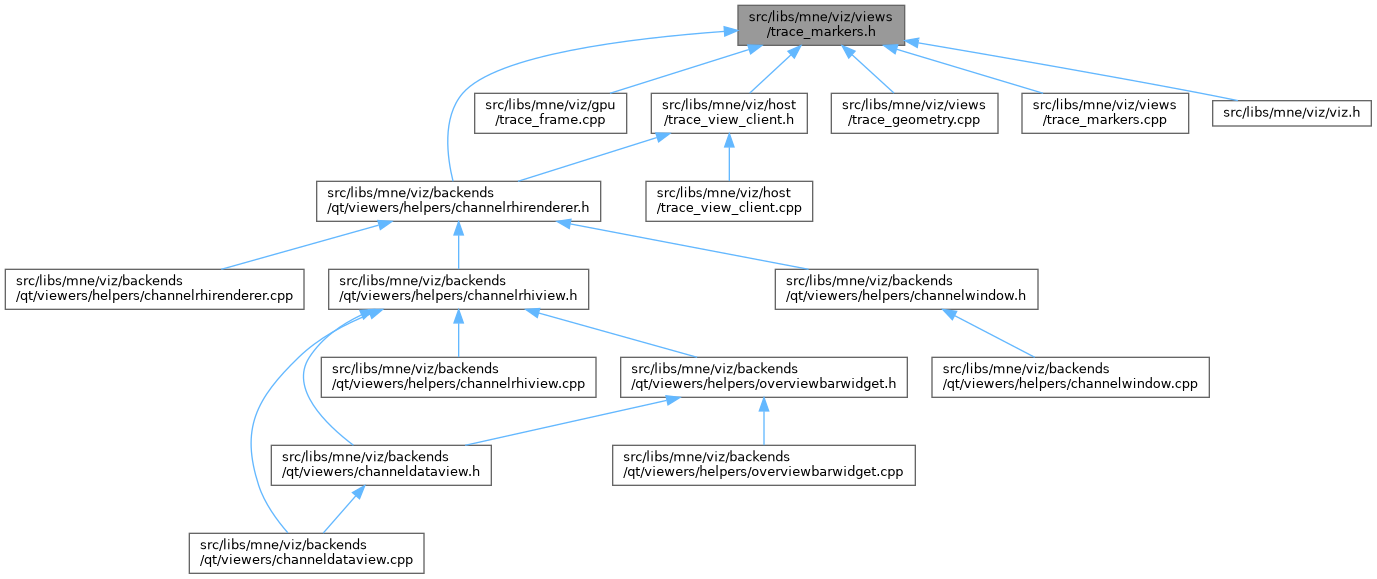 src/libs/mne/viz/views
/trace_markers.h
src/libs/mne/viz/gpu
/trace_frame.cpp
src/libs/mne/viz/host
/trace_view_client.h
src/libs/mne/viz/views
/trace_geometry.cpp
src/libs/mne/viz/views
/trace_markers.cpp
src/libs/mne/viz/viz.h
src/libs/mne/viz/backends
/qt/viewers/helpers/channelrhirenderer.h
src/libs/mne/viz/host
/trace_view_client.cpp
src/libs/mne/viz/backends
/qt/viewers/helpers/channelrhirenderer.cpp
src/libs/mne/viz/backends
/qt/viewers/helpers/channelrhiview.h
src/libs/mne/viz/backends
/qt/viewers/helpers/channelwindow.h
src/libs/mne/viz/backends
/qt/viewers/helpers/channelrhiview.cpp
src/libs/mne/viz/backends
/qt/viewers/helpers/overviewbarwidget.h
src/libs/mne/viz/backends
/qt/viewers/helpers/channelwindow.cpp
src/libs/mne/viz/backends
/qt/viewers/channeldataview.h
src/libs/mne/viz/backends
/qt/viewers/helpers/overviewbarwidget.cpp
src/libs/mne/viz/backends
/qt/viewers/channeldataview.cpp